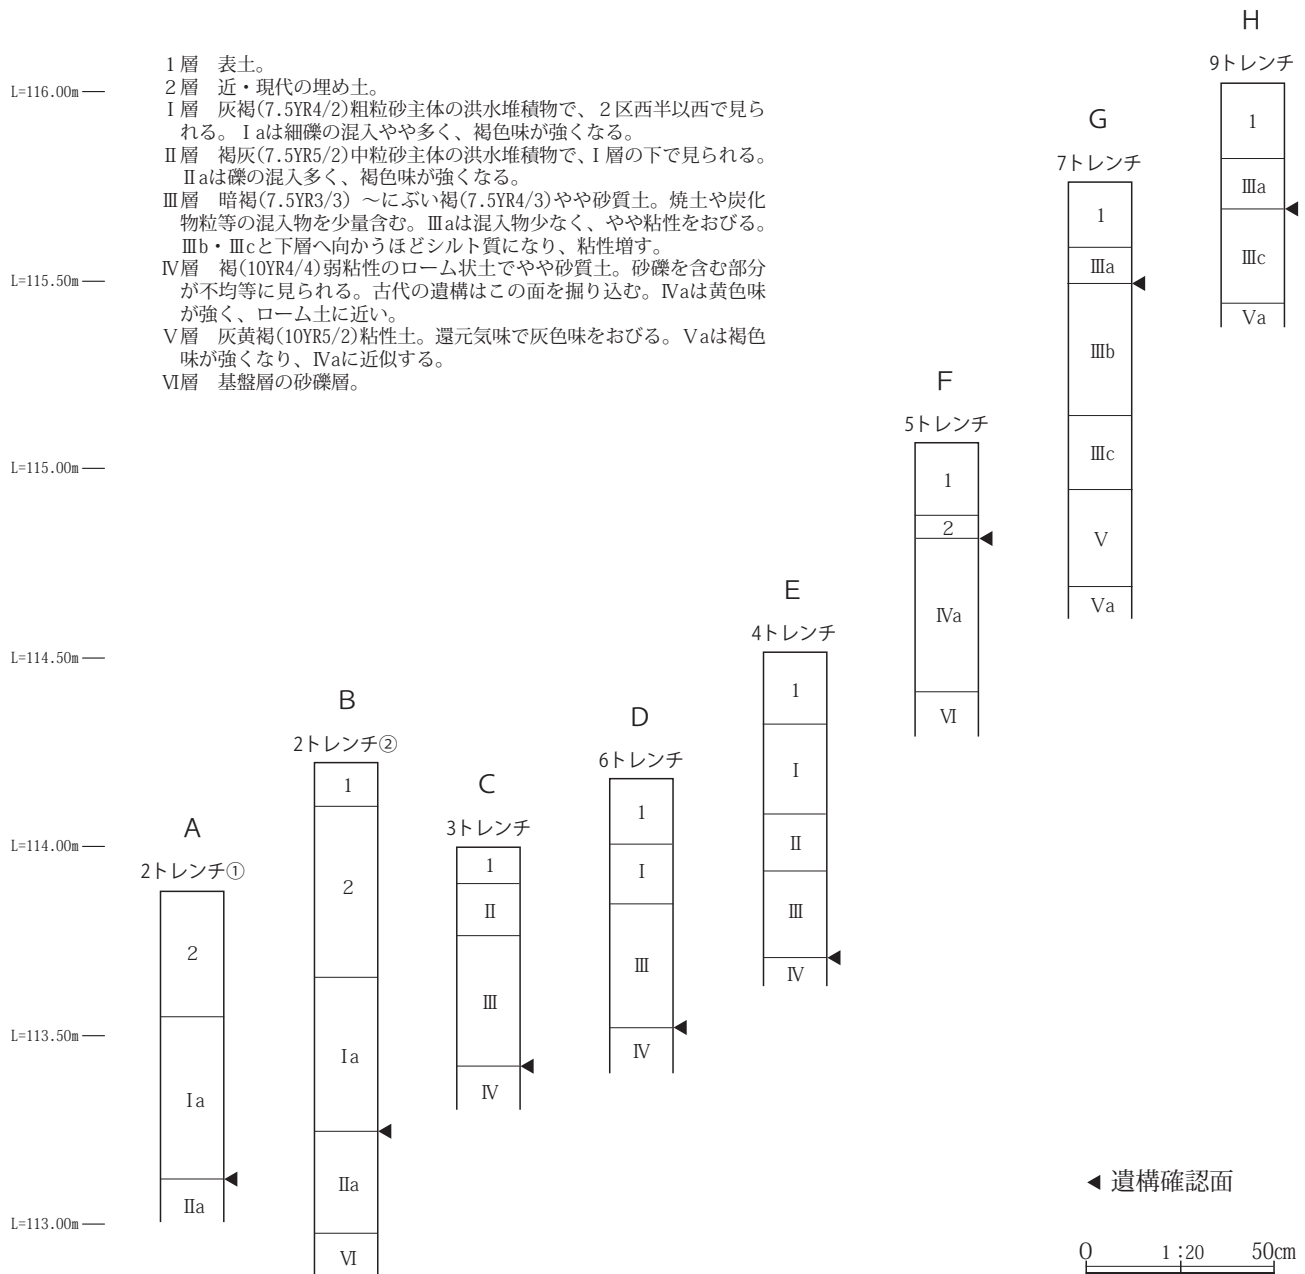 1層　表土。
2層　近・現代の埋め土。
Ⅰ層　灰褐(7.5YR4/2)粗粒砂主体の洪水堆積物で、2区西半以西で見ら
れる。Ⅰaは細礫の混入やや多く、褐色味が強くなる。
Ⅱ層　褐灰(7.5YR5/2)中粒砂主体の洪水堆積物で、Ⅰ層の下で見られる。
Ⅱaは礫の混入多く、褐色味が強くなる。
Ⅲ層　暗褐(7.5YR3/3)～にぶい褐(7.5YR4/3)やや砂質土。焼土や炭化
物粒等の混入物を少量含む。Ⅲaは混入物少なく、やや粘性をおびる。
Ⅲb・Ⅲcと下層へ向かうほどシルト質になり、粘性増す。
Ⅳ層　褐(10YR4/4)弱粘性のローム状土でやや砂質土。砂礫を含む部分
が不均等に見られる。古代の遺構はこの面を掘り込む。Ⅳaは黄色味
が強く、ローム土に近い。
Ⅴ層　灰黄褐(10YR5/2)粘性土。還元気味で灰色味をおびる。Ⅴaは褐色
味が強くなり、Ⅳaに近似する。
Ⅵ層　基盤層の砂礫層。
L=116.00m
L=115.50m
L=115.00m
L=114.50m
L=114.00m
L=113.50m
L=113.00m
A
2トレンチ①
2
Ⅰa
Ⅱa
B
2トレンチ②
1
2
Ⅰa
Ⅱa
Ⅵ
C
3トレンチ
1
Ⅱ
Ⅲ
Ⅳ
D
6トレンチ
1
Ⅰ
Ⅲ
Ⅳ
E
4トレンチ
1
Ⅰ
Ⅱ
Ⅲ
Ⅳ
F
5トレンチ
1
2
Ⅳa
Ⅵ
G
7トレンチ
1
Ⅲa
Ⅲb
Ⅲc
Ⅴ
Ⅴa
H
9トレンチ
1
Ⅲa
Ⅲc
Ⅴa
◀ 遺構確認面
0 1:20 50cm